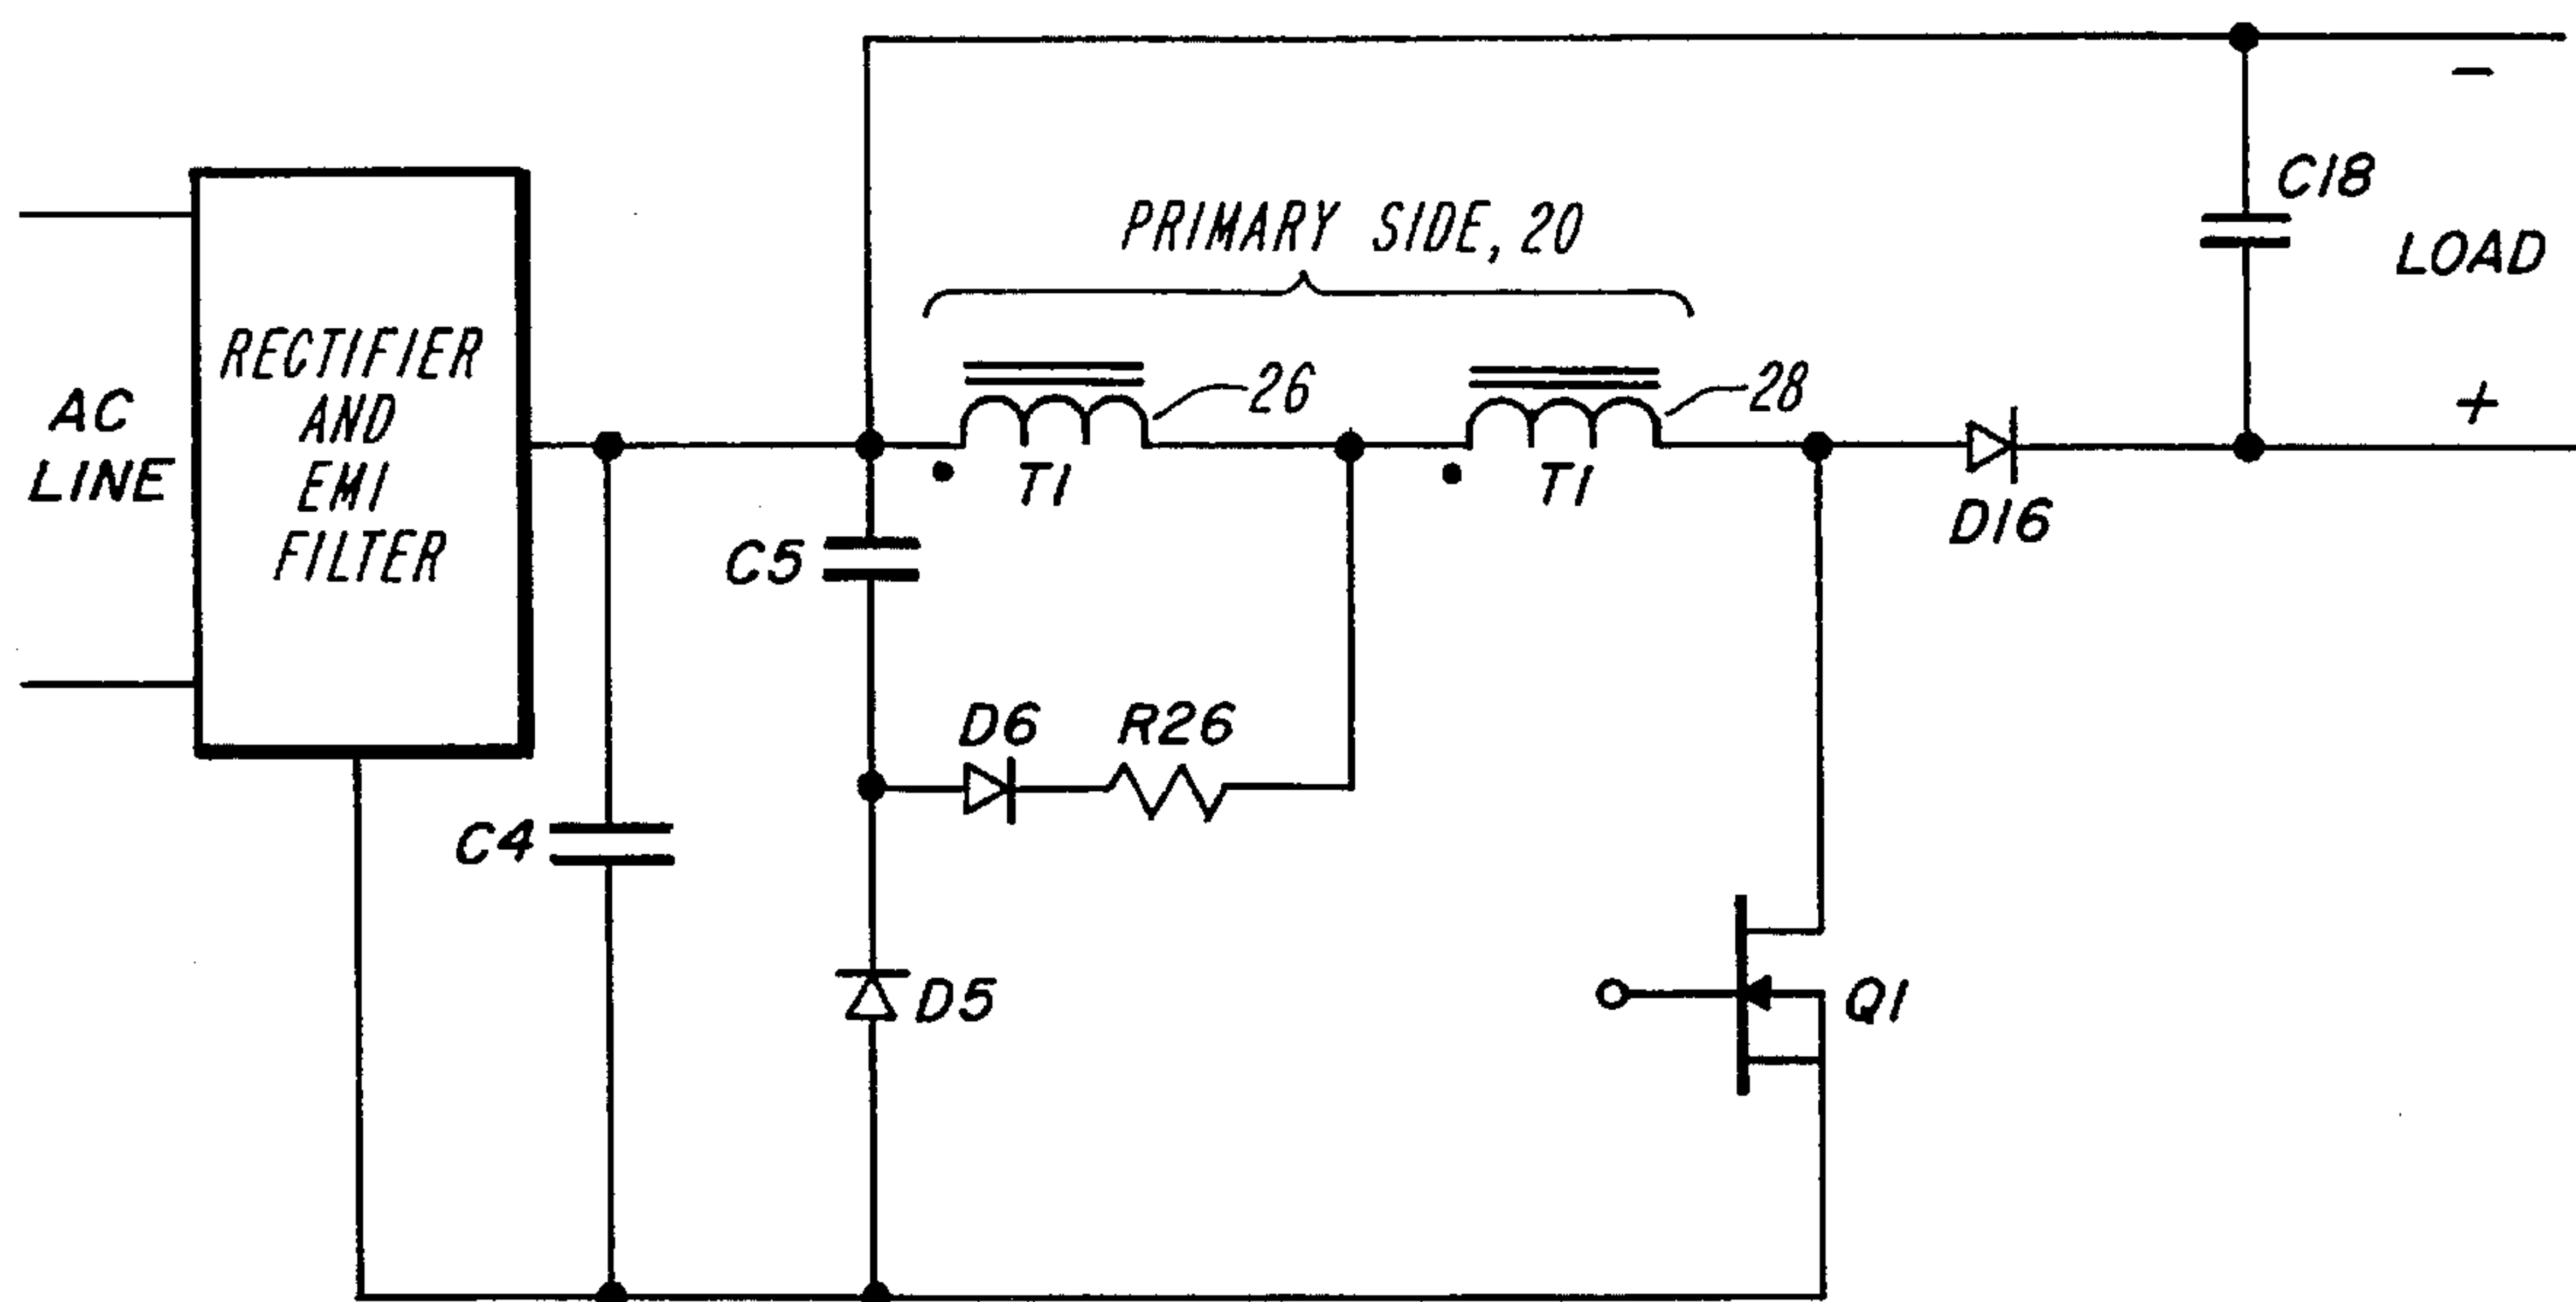 AC
LINE
RECTIFIER
AND
EMI
FILTER
PRIMARY SIDE, 20
26
28
T1
T1
C18
LOAD
−
+
D16
C5
D6
R26
C4
D5
Q1